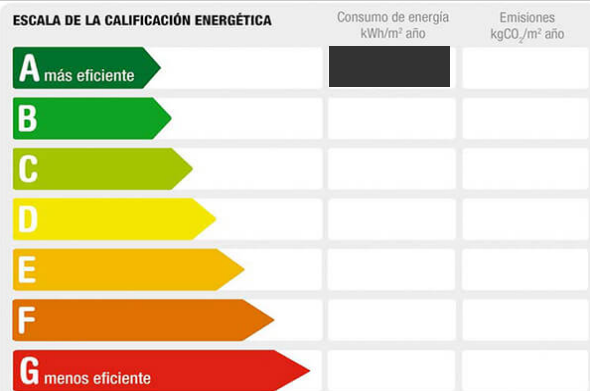 ESCALA DE LA CALIFICACIÓN ENERGÉTICA
Consumo de energía
kWh/m² año
Emisiones
kgCO₂/m² año
A más eficiente
B
C
D
E
F
G menos eficiente